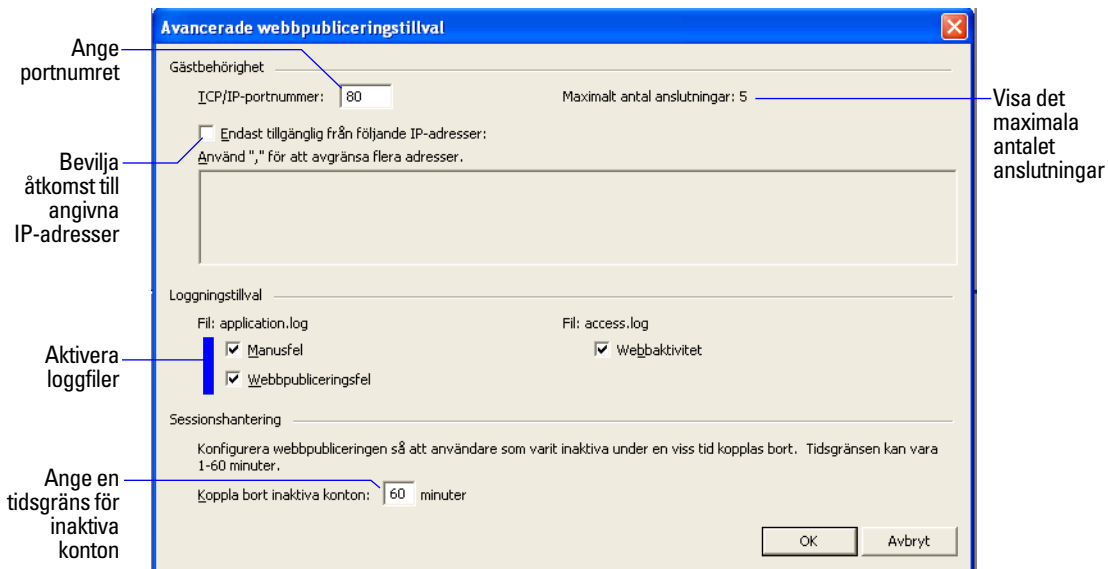 Avancerade webbpubliceringstillval
Ange
portnumret
Gästbehörighet
TCP/IP-portnummer: 80
Maximalt antal anslutningar: 5
Visa det
maximala
antalet
anslutningar
Endast tillgänglig från följande IP-adresser:
Använd "," för att avgränsa flera adresser.
Bevilja
åtkomst till
angivna
IP-adresser
Loggningstillval
Fil: application.log
Fil: access.log
Manusfel
Webbaktivitet
Webbpubliceringsfel
Aktivera
loggfiler
Sessionshantering
Konfigurera webbpubliceringen så att användare som varit inaktiva under en viss tid kopplas bort. Tidsgränsen kan vara
1-60 minuter.
Koppla bort inaktiva konton: 60 minuter
Ange en
tidsgräns för
inaktiva
konton
OK
Avbryt